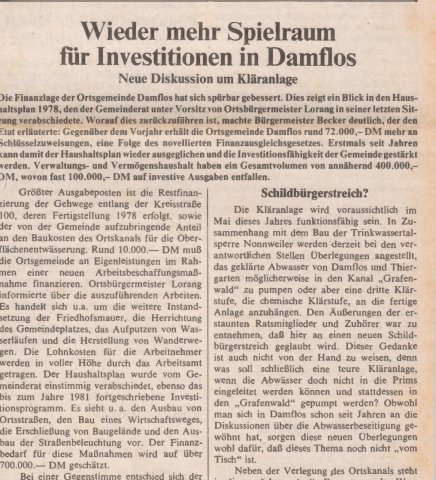 Wieder mehr Spielraum
für Investitionen in Damflos
Neue Diskussion um Kläranlage
Die Finanzlage der Ortsgemeinde Damflos hat sich spürbar gebessert. Dies zeigt ein Blick in den Haus-
haltsplan 1978, den der Gemeinderat unter Vorsitz von Ortsbürgermeister Lorang in seiner letzten Sit-
zung verabschiedete. Worauf dies zurückzuführen ist, machte Bürgermeister Becker deutlich, der den
Etat erläuterte: Gegenüber dem Vorjahr erhält die Ortsgemeinde Damflos rund 72.000,— DM mehr an
Schlüsselzuweisungen, eine Folge des novellierten Finanzausgleichsgesetzes. Erstmals seit Jahren
kann damit der Haushaltsplan wieder ausgeglichen und die Investitionsfähigkeit der Gemeinde gestärkt
werden. Verwaltungs- und Vermögenshaushalt haben ein Gesamtvolumen von annähernd 400.000,—
DM, wovon fast 100.000,— DM auf investive Ausgaben entfallen.
Größter Ausgabeposten ist die Restfinan-
zierung der Gehwege entlang der Kreisstraße
100, deren Fertigstellung 1978 erfolgt, sowie
der von der Gemeinde aufzubringende Anteil
an den Baukosten des Ortskanals für die Ober-
flächenentwässerung. Rund 10.000.— DM muß
die Ortsgemeinde an Eigenleistungen im Rah-
men einer neuen Arbeitsbeschaffungsmaß-
nahme finanzieren. Ortsbürgermeister Lorang
informierte über die auszuführenden Arbeiten.
Es handelt sich u.a. um die weitere Instand-
setzung der Friedhofsmauer, die Herrichtung
des Gemeindeplatzes, das Aufputzen von Was-
serläufen und die Herstellung von Wanderwe-
gen. Die Lohnkosten für die Arbeitnehmer
werden in voller Höhe durch das Arbeitsamt
getragen. Der Haushaltsplan wurde vom Ge-
meinderat einstimmig verabschiedet, ebenso das
bis zum Jahre 1981 fortgeschriebene Investi-
tionsprogramm. Es sieht u. a. den Ausbau von
Ortsstraßen, den Bau eines Wirtschaftsweges,
die Erschließung von Baugelände und den Aus-
bau der Straßenbeleuchtung vor. Der Finanz-
bedarf für diese Maßnahmen wird auf über
700.000.— DM geschätzt.
Bei einer Gegenstimme entschied sich der
Schildbürgerstreich?
Die Kläranlage wird voraussichtlich im
Mai dieses Jahres funktionsfähig sein. In Zu-
sammenhang mit dem Bau der Trinkwassertal-
sperre Nonnweiler werden derzeit bei den ver-
antwortlichen Stellen Überlegungen angestellt,
das geklärte Abwasser von Damflos und Thier-
garten möglicherweise in den Kanal „Grafen-
wald" zu pumpen oder aber eine dritte Klär-
stufe, die chemische Klärstufe, an die fertige
Anlage anzuhängen. Den Äußerungen der er-
staunten Ratsmitglieder und Zuhörer war zu
entnehmen, daß hier an einen neuen Schild-
bürgerstreich geglaubt wird. Dieser Gedanke
ist auch nicht von der Hand zu weisen, denn
was soll schließlich eine teure Kläranlage,
wenn die Abwässer doch nicht in die Prims
eingeleitet werden können und stattdessen in
den „Grafenwald" gepumpt werden? Obwohl
man sich in Damflos schon seit Jahren an die
Diskussionen über die Abwasserbeseitigung ge-
wöhnt hat, sorgen diese neuen Überlegungen
wohl dafür, daß dieses Thema noch nicht „vom
Tisch" ist.
Neben der Verlegung des Ortskanals steht